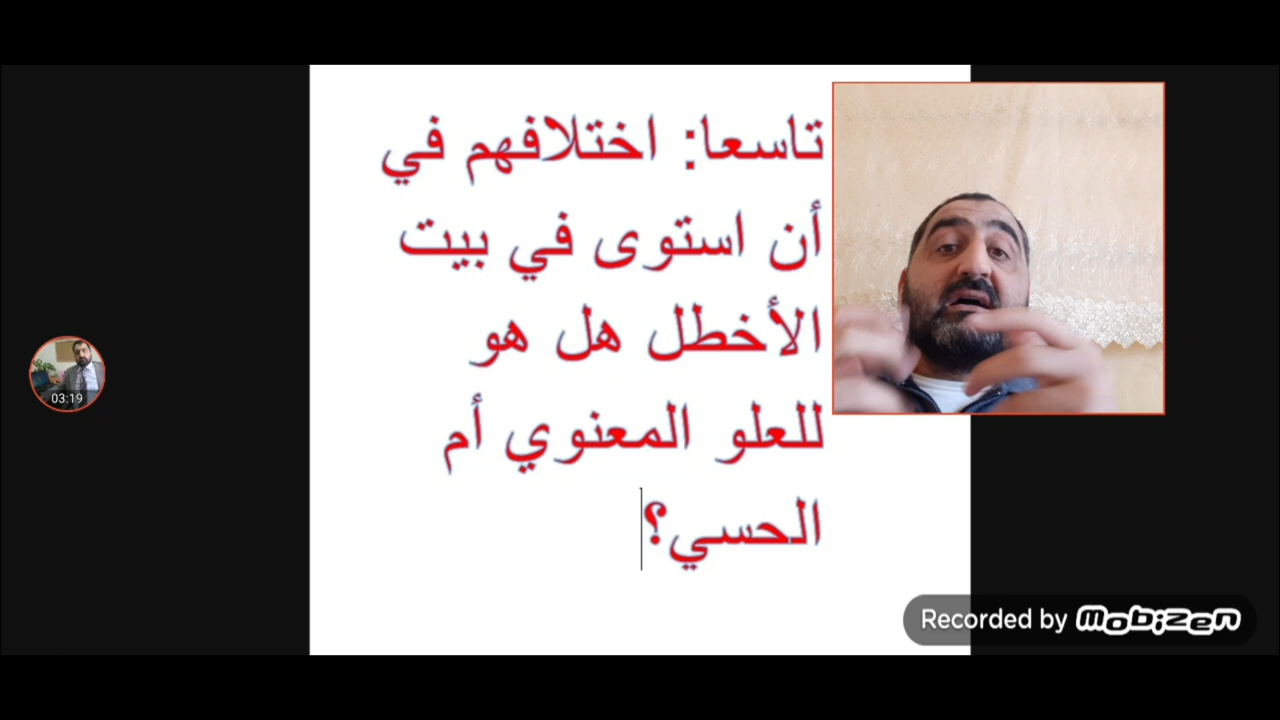 تاسعا: اختلافهم في
أن استوى في بيت
الأخطل هل هو
للعلو المعنوي أم
الحسي؟
03:19
Recorded by Mobizen